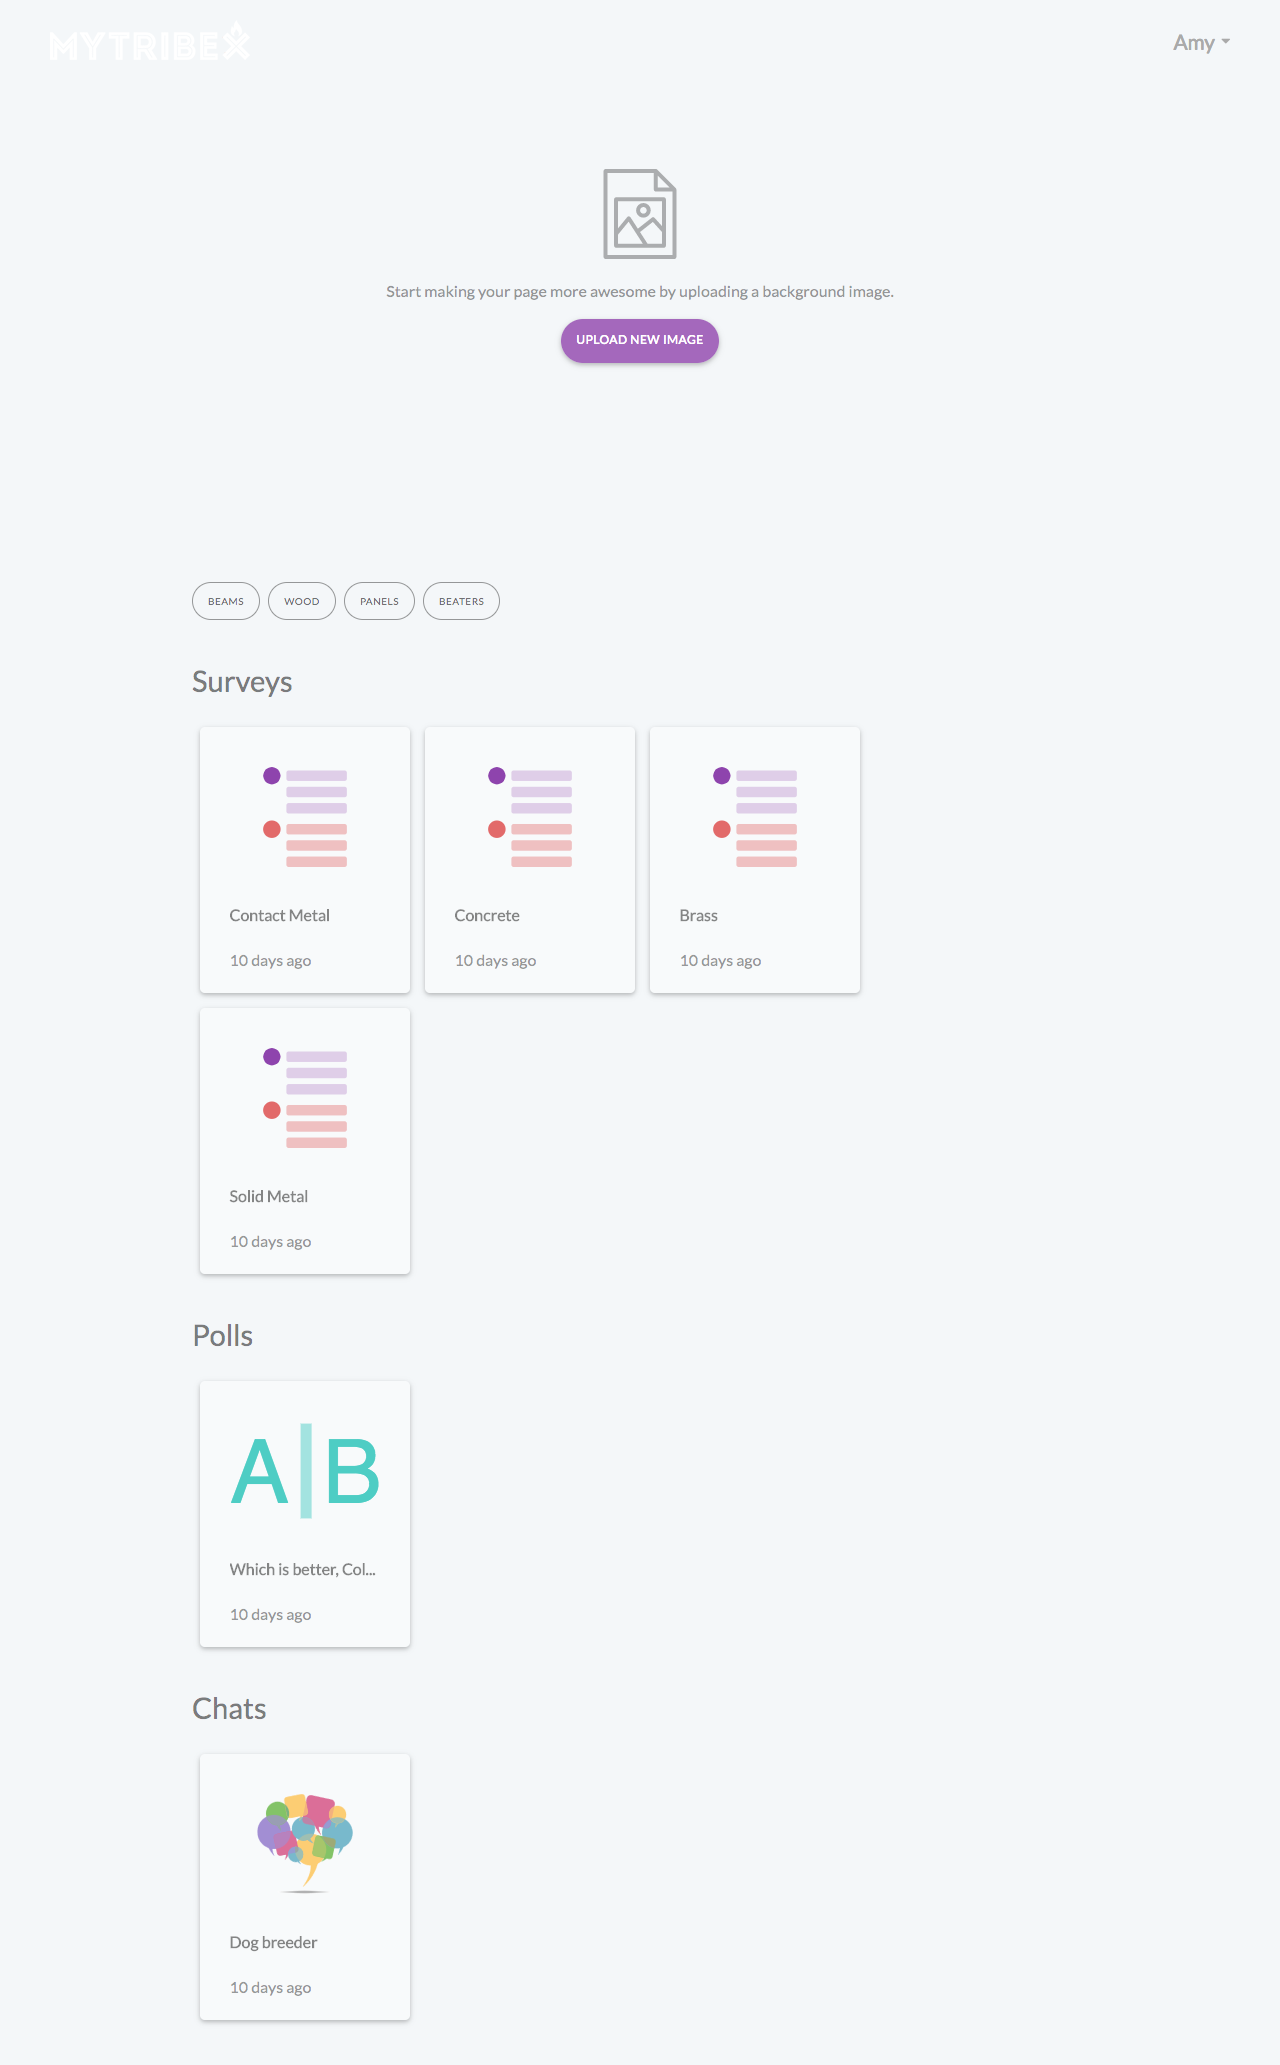 MYTRIBEX
Amy
Start making your page more awesome by uploading a background image.
UPLOAD NEW IMAGE
BEAMS WOOD PANELS BEATERS
Surveys
Contact Metal Concrete Brass
10 days ago 10 days ago 10 days ago
Solid Metal
10 days ago
Polls
A|B
Which is better, Col...
10 days ago
Chats
Dog breeder
10 days ago